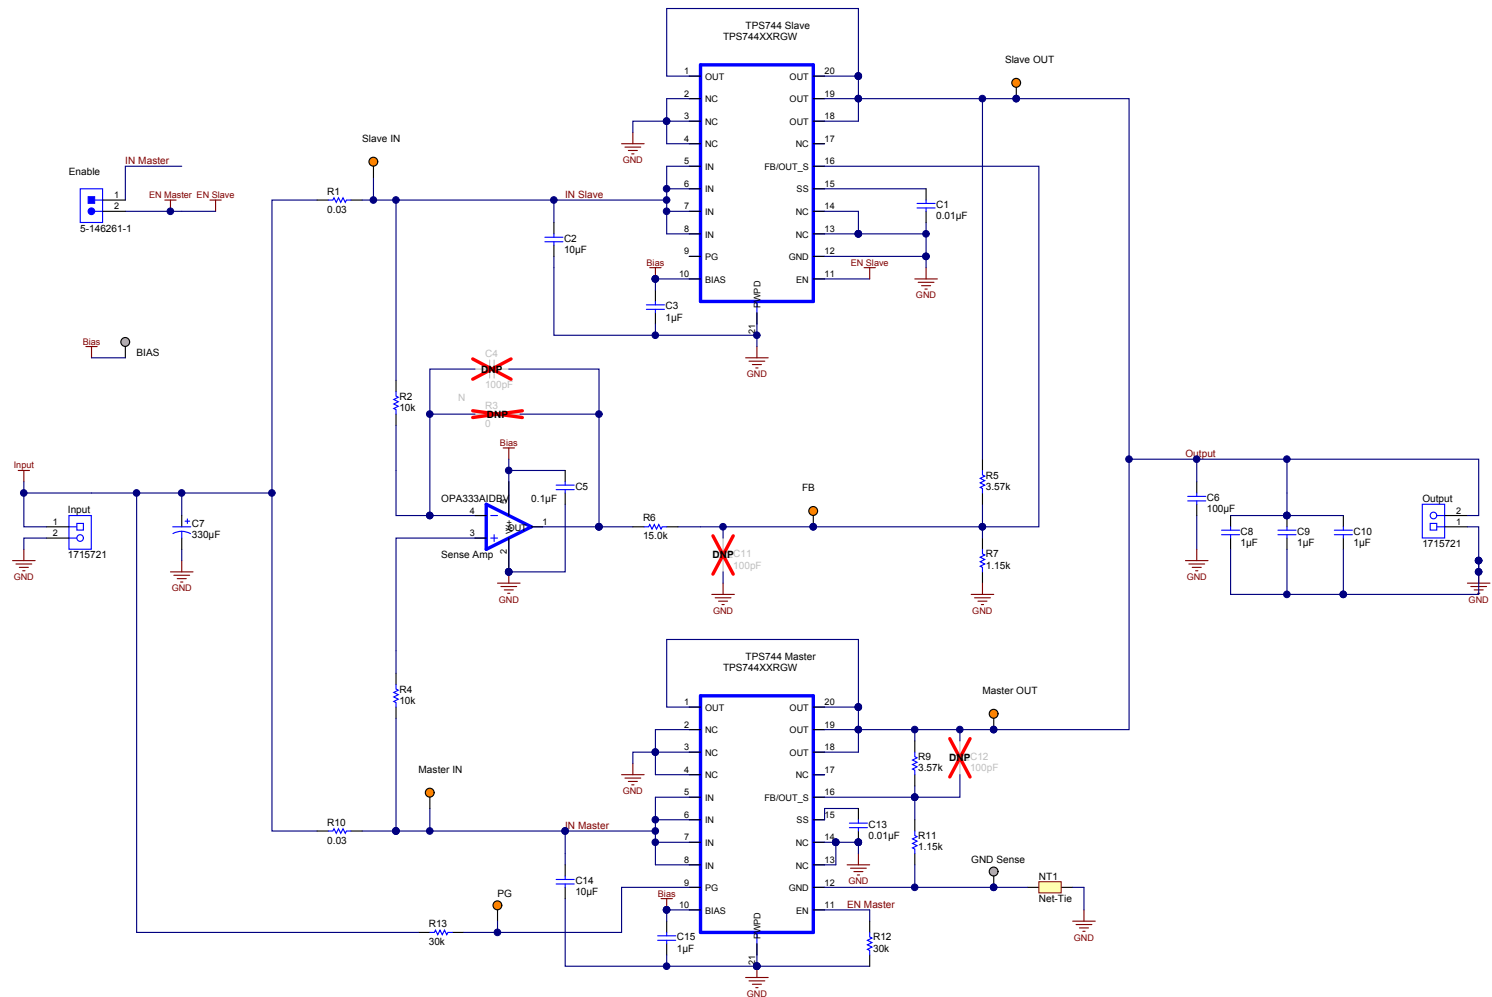 TPS744 Slave
TPS744XXRGW
1 OUT OUT 20
2 NC OUT 19
3 NC OUT 18
4 NC NC 17
5 IN FB/OUT_S 16
6 IN SS 15
7 IN NC 14
8 IN NC 13
9 PG GND 12
10 BIAS EN 11
PWPD
21
GND
GND
Slave OUT
Slave IN
Enable
IN Master
1
2
EN Master EN Slave
5-146261-1
R1
0.03
IN Slave
C2
10µF
Bias
C3
1µF
C1
0.01µF
EN Slave
GND
Bias
BIAS
C4
DNP
100pF
N
R3
DNP
0
R2
10k
Bias
OPA333AIDBV
0.1µF
C5
4
3
1
V+
OUT
5
2
Sense Amp
GND
R6
15.0k
FB
DNP
C11
100pF
GND
R5
3.57k
R7
1.15k
GND
Input
Input
1
2
1715721
GND
C7
330µF
GND
Output
C6
100µF
GND
C8
1µF
C9
1µF
C10
1µF
Output
2
1
1715721
GND
R4
10k
TPS744 Master
TPS744XXRGW
1 OUT OUT 20
2 NC OUT 19
3 NC OUT 18
4 NC NC 17
5 IN FB/OUT_S 16
6 IN SS 15
7 IN NC 14
8 IN NC 13
9 PG GND 12
10 BIAS EN 11
PWPD
21
GND
GND
Master OUT
R9
3.57k
DNP
C12
100pF
C13
0.01µF
GND
R11
1.15k
GND Sense
NT1
Net-Tie
GND
Master IN
R10
0.03
IN Master
C14
10µF
PG
R13
30k
Bias
C15
1µF
EN Master
R12
30k